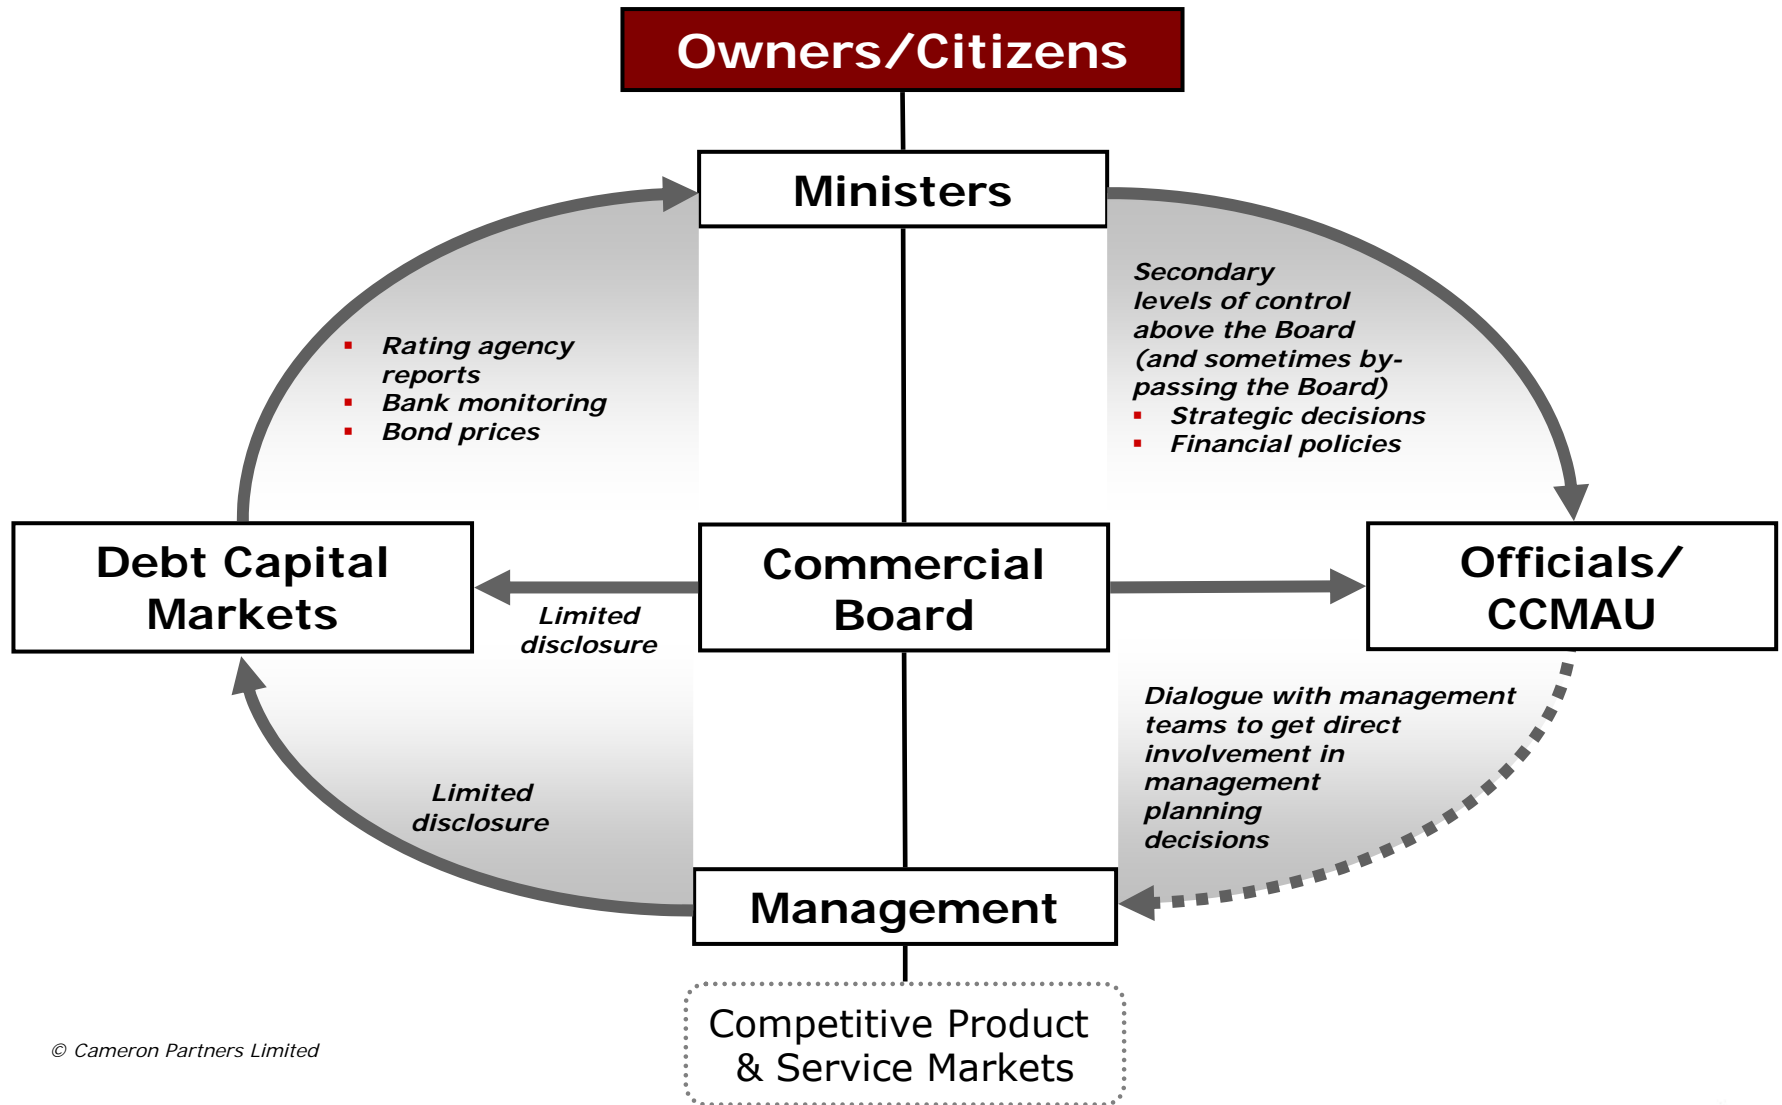 Owners/Citizens
Ministers
Secondary
levels of control
above the Board
(and sometimes by-
passing the Board)
▪ Strategic decisions
▪ Financial policies
▪ Rating agency
reports
▪ Bank monitoring
▪ Bond prices
Debt Capital
Markets
Limited
disclosure
Commercial
Board
Officials/
CCMAU
Dialogue with management
teams to get direct
involvement in
management
planning
decisions
Limited
disclosure
Management
Competitive Product
& Service Markets
© Cameron Partners Limited